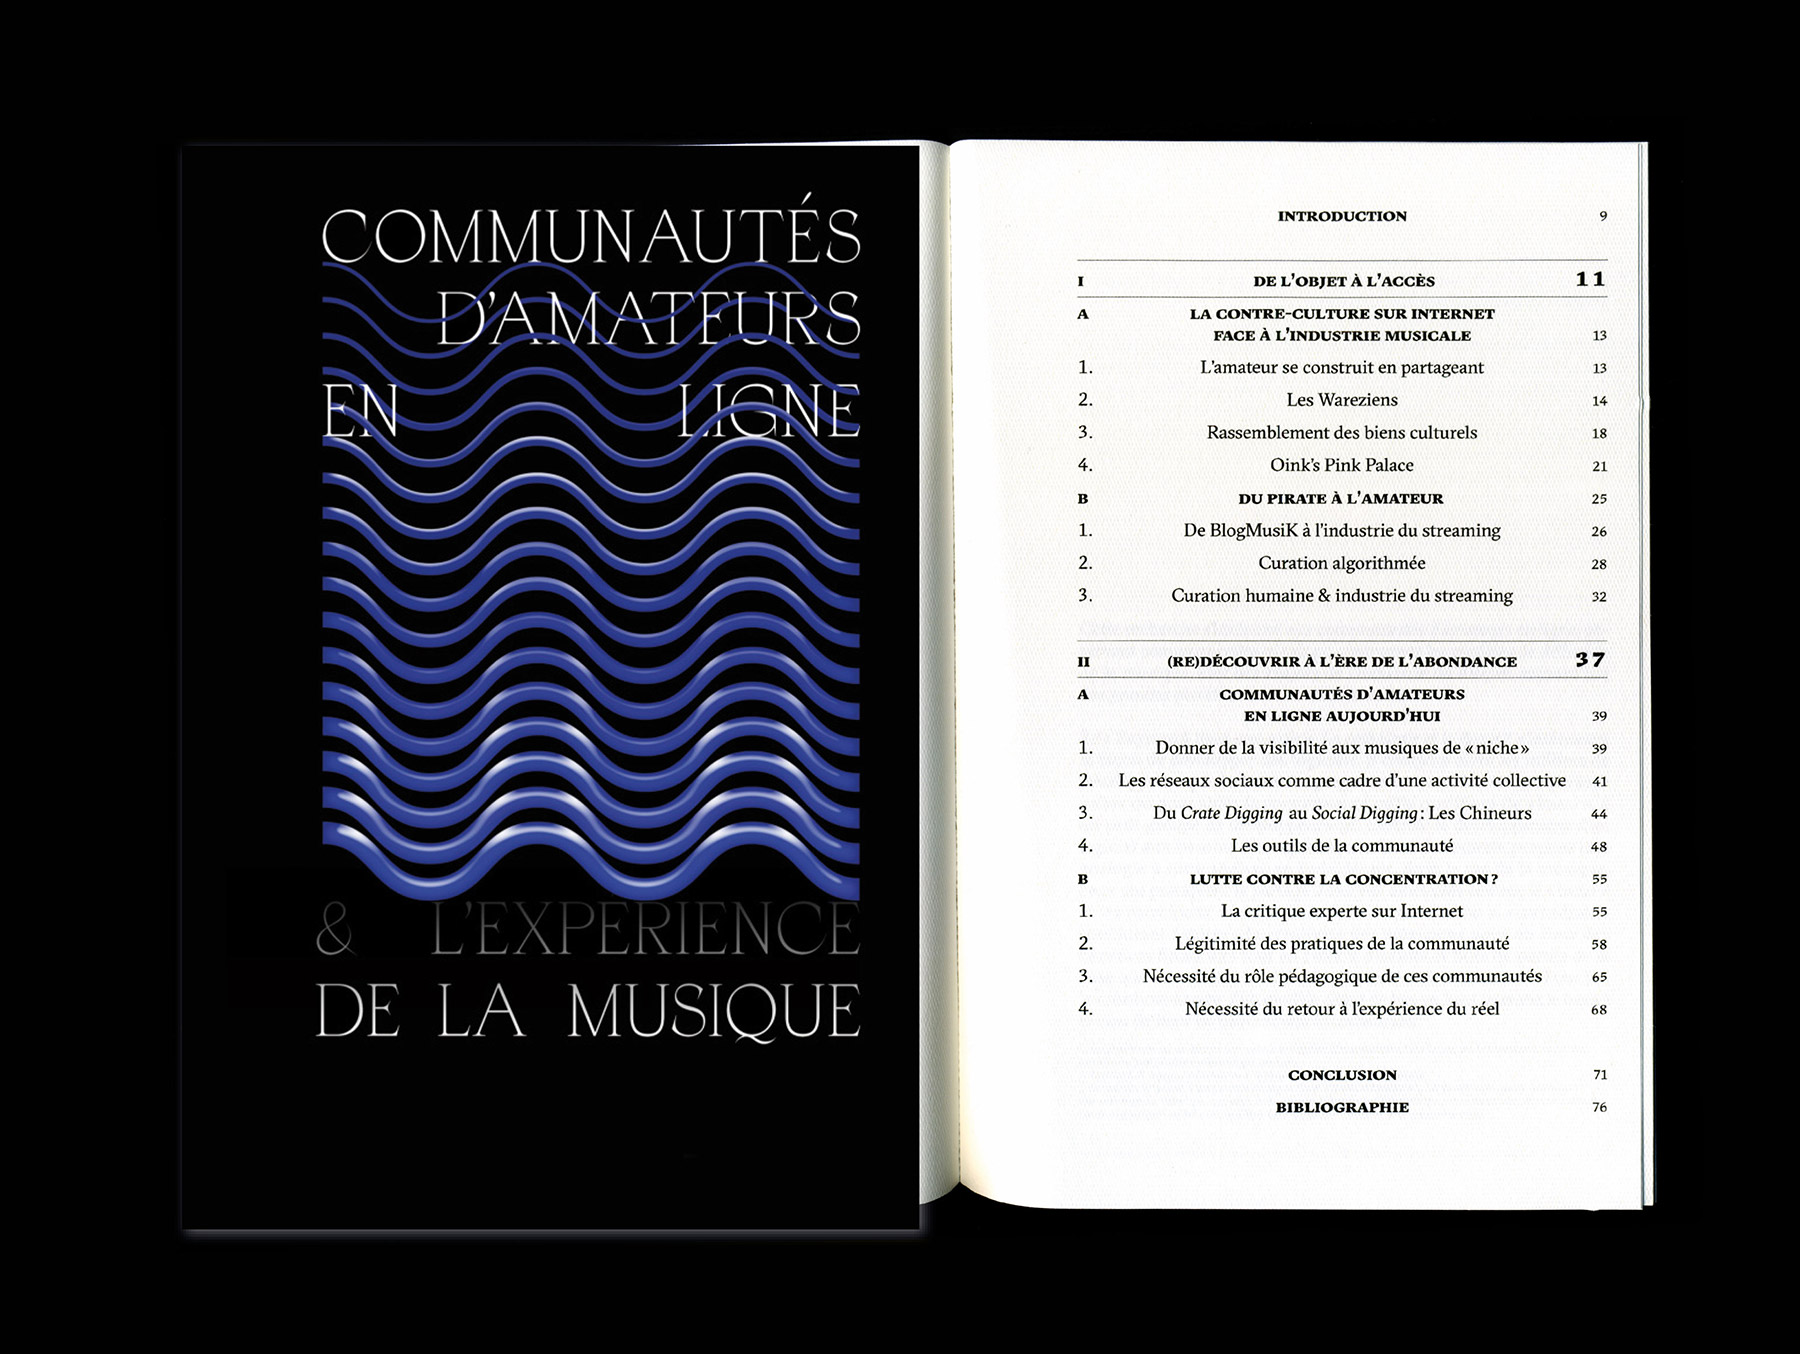 COMMUNAUTÉS
D'AMATEURS
EN LIGNE
& L'EXPERIENCE
DE LA MUSIQUE
INTRODUCTION 9
I DE L'OBJET À L'ACCÈS 11
A LA CONTRE-CULTURE SUR INTERNET
FACE À L'INDUSTRIE MUSICALE 13
1. L'amateur se construit en partageant 13
2. Les Wareziens 14
3. Rassemblement des biens culturels 18
4. Oink's Pink Palace 21
B DU PIRATE À L'AMATEUR 25
1. De BlogMusiK à l'industrie du streaming 26
2. Curation algorithmée 28
3. Curation humaine & industrie du streaming 32
II (RE)DÉCOUVRIR À L'ÈRE DE L'ABONDANCE 37
A COMMUNAUTÉS D'AMATEURS
EN LIGNE AUJOURD'HUI 39
1. Donner de la visibilité aux musiques de « niche » 39
2. Les réseaux sociaux comme cadre d'une activité collective 41
3. Du Crate Digging au Social Digging : Les Chineurs 44
4. Les outils de la communauté 48
B LUTTE CONTRE LA CONCENTRATION ? 55
1. La critique experte sur Internet 55
2. Légitimité des pratiques de la communauté 58
3. Nécessité du rôle pédagogique de ces communautés 65
4. Nécessité du retour à l'expérience du réel 68
CONCLUSION 71
BIBLIOGRAPHIE 76